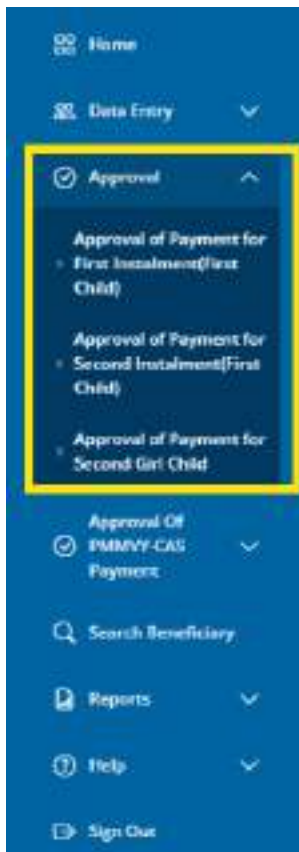 Home
Data Entry
Approval
Approval of Payment for
First Instalment(First
Child)
Approval of Payment for
Second Instalment(First
Child)
Approval of Payment for
Second Girl Child
Approval Of
PMMVY-CAS
Payment
Search Beneficiary
Reports
Help
Sign Out